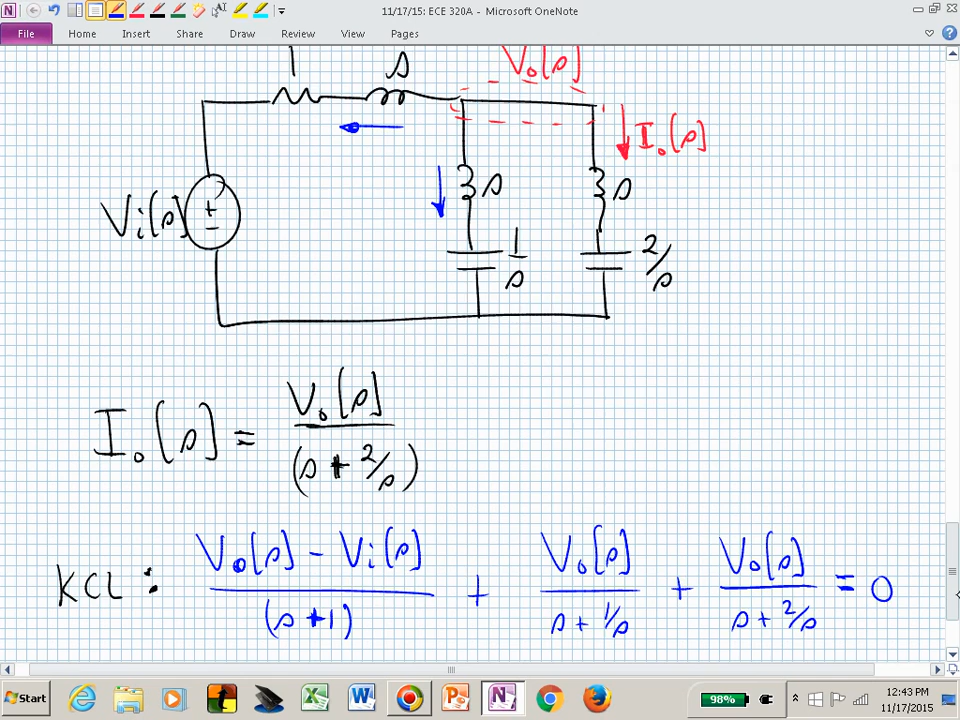 11/17/15: ECE 320A - Microsoft OneNote
File Home Insert Share Draw Review View Pages
1 s V₀[s]
I₀[s]
Vi[s] + − s 1/s s 2/s
I₀[s] = V₀[s] / (s + 2/s)
KCL: (V₀[s] − Vi[s]) / (s+1) + V₀[s] / (s + 1/s) + V₀[s] / (s + 2/s) = 0
Start 98% 12:43 PM
11/17/2015